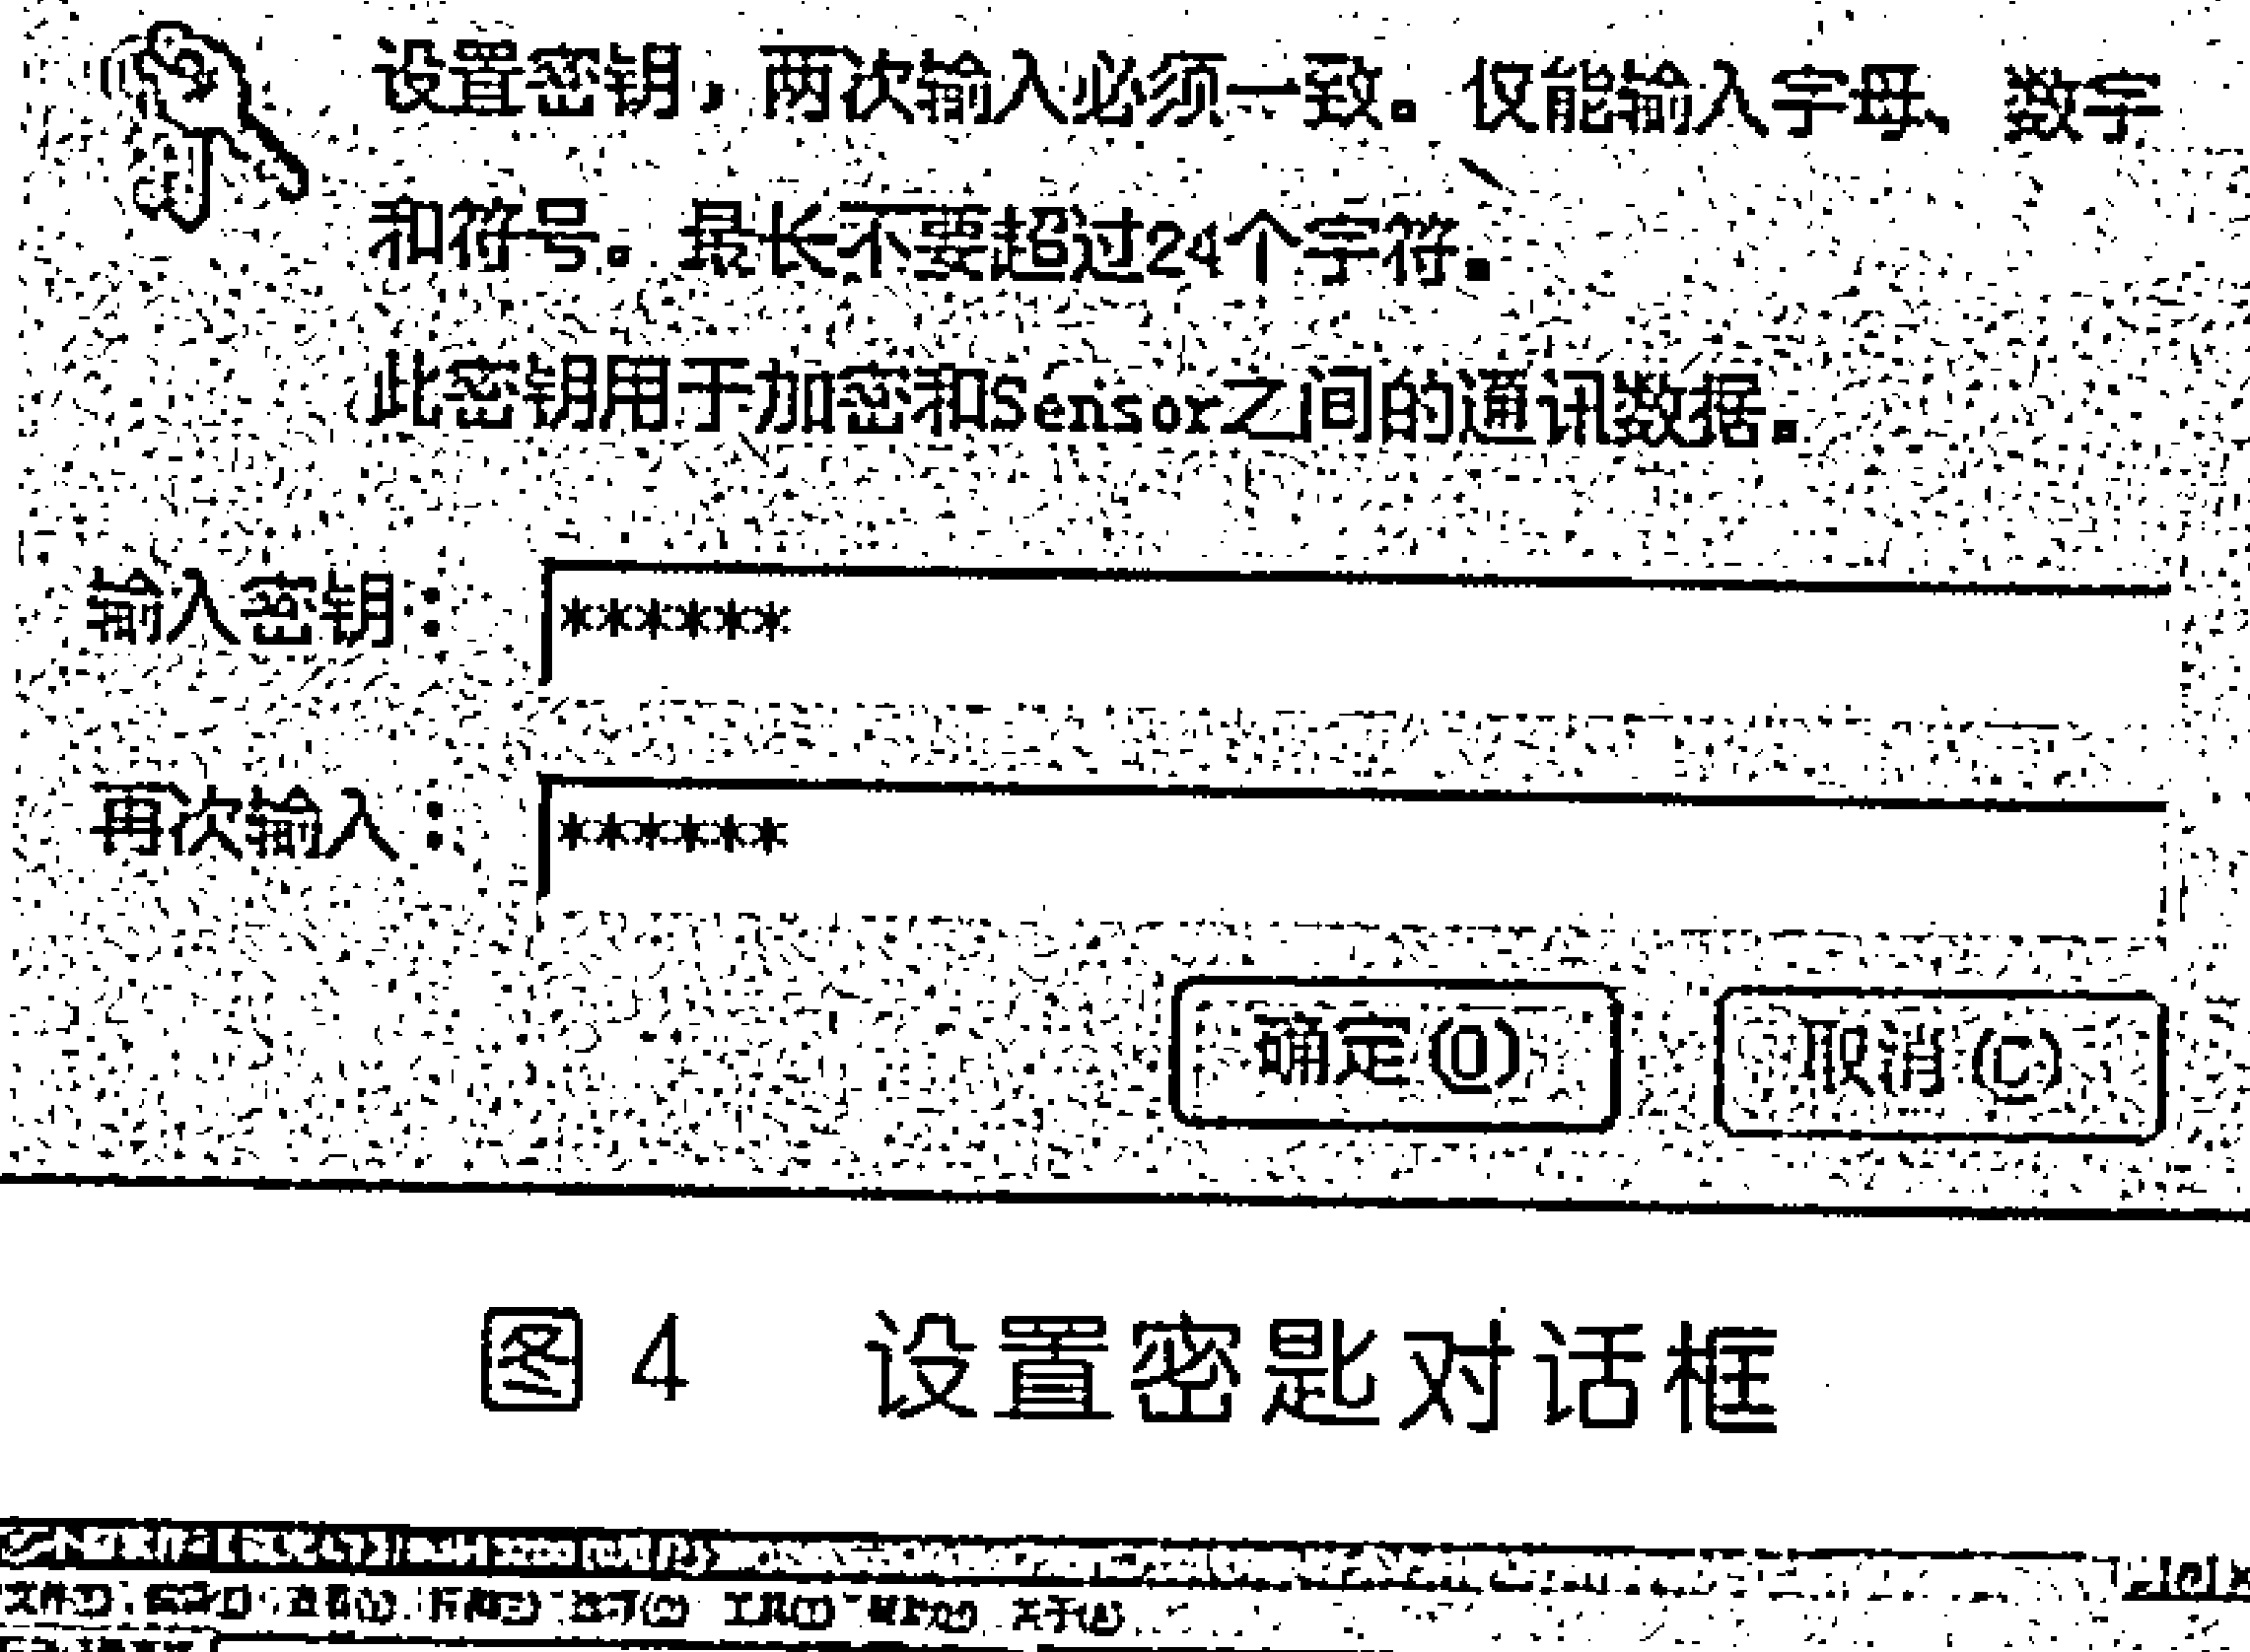 设置密钥，两次输入必须一致。仅能输入字母、数字
和符号。最长不要超过24个字符。
此密钥用于加密和Sensor之间的通讯数据。
输入密钥：
******
再次输入：
******
确定(O)
取消(C)
图 4 设置密匙对话框